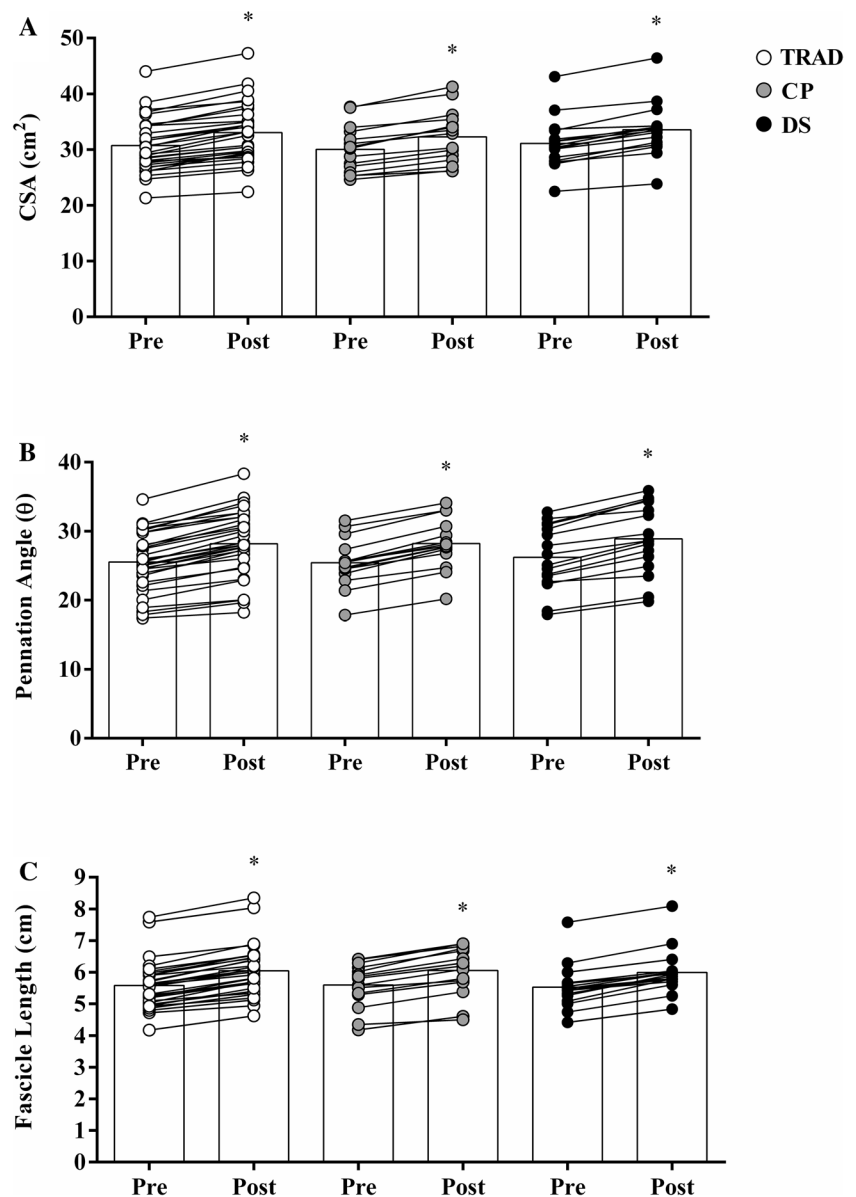 A
*
*
*
50
40
30
20
10
0
CSA (cm²)
Pre Post Pre Post Pre Post
TRAD
CP
DS
B
*
*
*
40
30
20
10
0
Pennation Angle (θ)
Pre Post Pre Post Pre Post
C
*
*
*
9
8
7
6
5
4
3
2
1
0
Fascicle Length (cm)
Pre Post Pre Post Pre Post